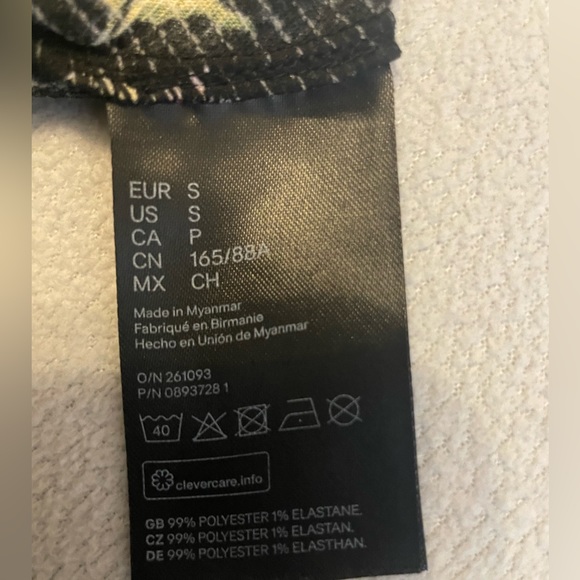 EUR S
US S
CA P
CN 165/88A
MX CH
Made in Myanmar
Fabriqué en Birmanie
Hecho en Unión de Myanmar
O/N 261093
P/N 0893728 1
40
clevercare.info
GB 99% POLYESTER 1% ELASTANE.
CZ 99% POLYESTER 1% ELASTAN.
DE 99% POLYESTER 1% ELASTHAN.